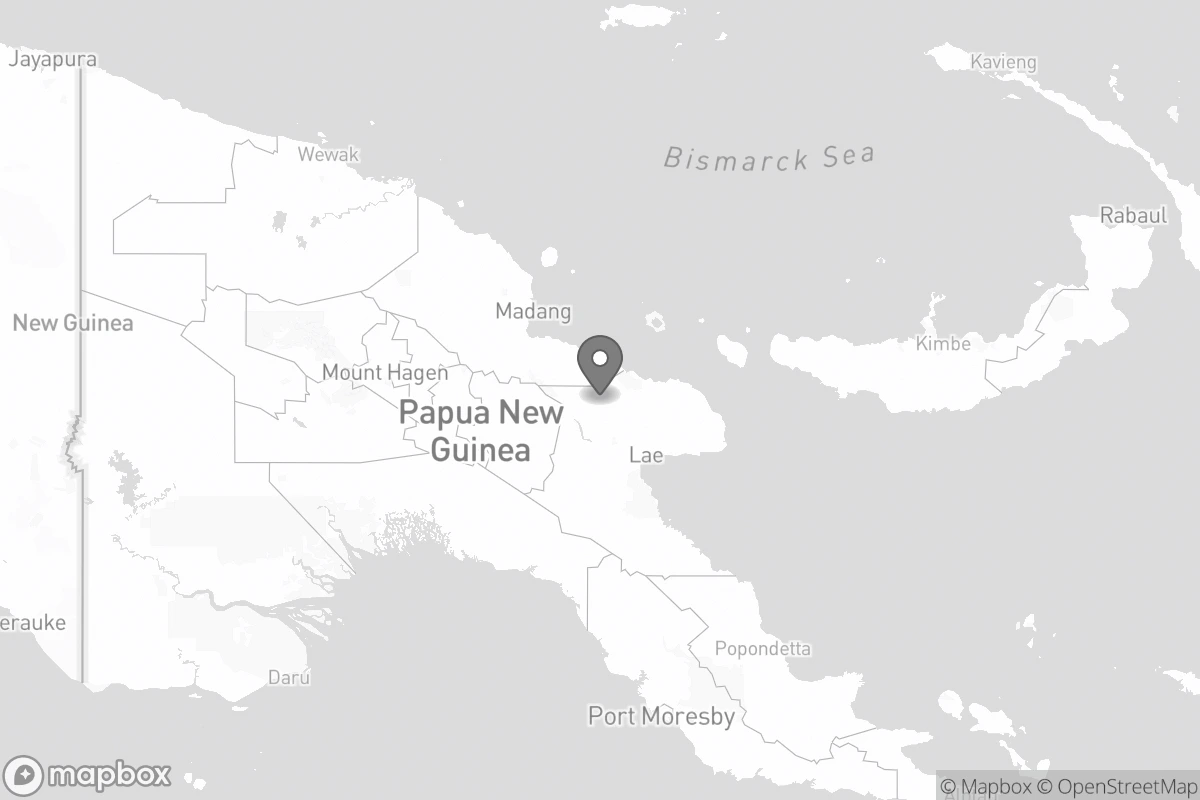 Jayapura
Kavieng
Wewak
Bismarck Sea
Rabaul
Madang
New Guinea
Kimbe
Mount Hagen
Papua New
Guinea
Lae
erauke
Popondetta
Darú
Port Moresby
mapbox
© Mapbox © OpenStreetMap